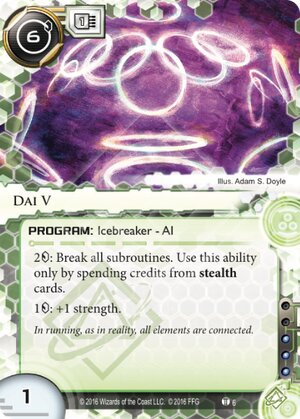 6
1
Illus. Adam S. Doyle
Dai V
PROGRAM: Icebreaker - AI
2: Break all subroutines. Use this ability
only by spending credits from stealth
cards.
1: +1 strength.
In running, as in reality, all elements are connected.
1
© 2016 Wizards of the Coast LLC. © 2016 FFG
6